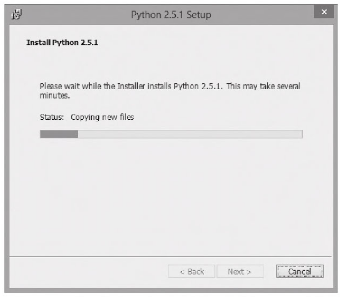 Python 2.5.1 Setup
Install Python 2.5.1
Please wait while the Installer installs Python 2.5.1. This may take several
minutes.
Status: Copying new files
< Back Next > Cancel